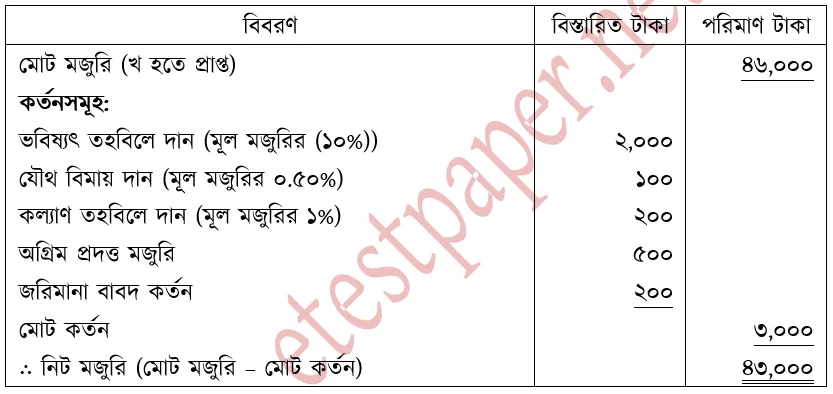 বিবরণ বিস্তারিত টাকা পরিমাণ টাকা
মোট মজুরি (খ হতে প্রাপ্ত) ৪৬,০০০
কর্তনসমূহ:
ভবিষ্যৎ তহবিলে দান (মূল মজুরির (১০%)) ২,০০০
যৌথ বিমায় দান (মূল মজুরির ০.৫০%) ১০০
কল্যাণ তহবিলে দান (মূল মজুরির ১%) ২০০
অগ্রিম প্রদত্ত মজুরি ৫০০
জরিমানা বাবদ কর্তন ২০০
মোট কর্তন ৩,০০০
∴ নিট মজুরি (মোট মজুরি – মোট কর্তন) ৪৩,০০০
etestpaper.net